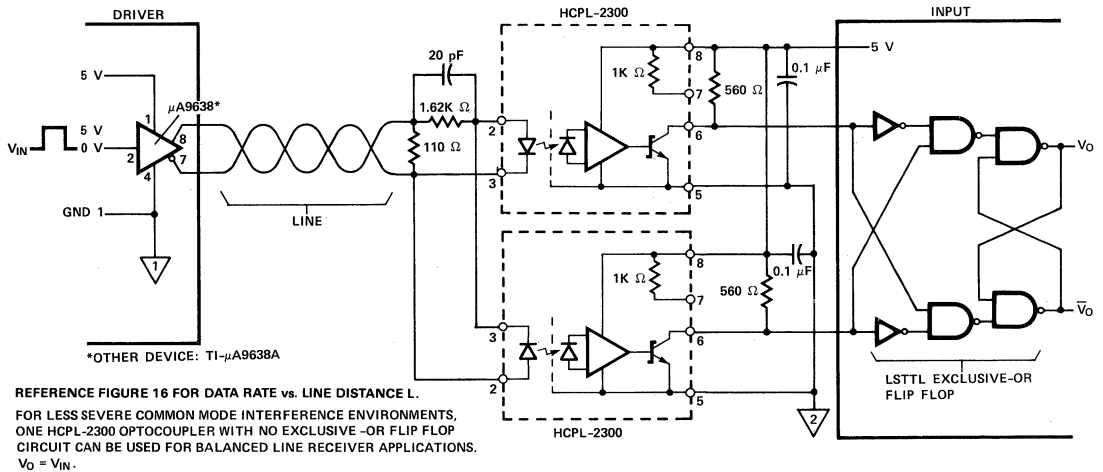 DRIVER
HCPL-2300
INPUT
5 V
μA9638*
1
8
7
2
4
V_IN
5 V
0 V
GND 1
1
LINE
*OTHER DEVICE: TI-μA9638A
20 pF
1.62K Ω
110 Ω
2
3
1K Ω
8
7
6
5
560 Ω
0.1 μF
5 V
3
2
1K Ω
8
7
6
5
560 Ω
0.1 μF
2
HCPL-2300
V_O
V̅_O
LSTTL EXCLUSIVE-OR
FLIP FLOP
REFERENCE FIGURE 16 FOR DATA RATE vs. LINE DISTANCE L.
FOR LESS SEVERE COMMON MODE INTERFERENCE ENVIRONMENTS,
ONE HCPL-2300 OPTOCOUPLER WITH NO EXCLUSIVE -OR FLIP FLOP
CIRCUIT CAN BE USED FOR BALANCED LINE RECEIVER APPLICATIONS.
V_O = V_IN.